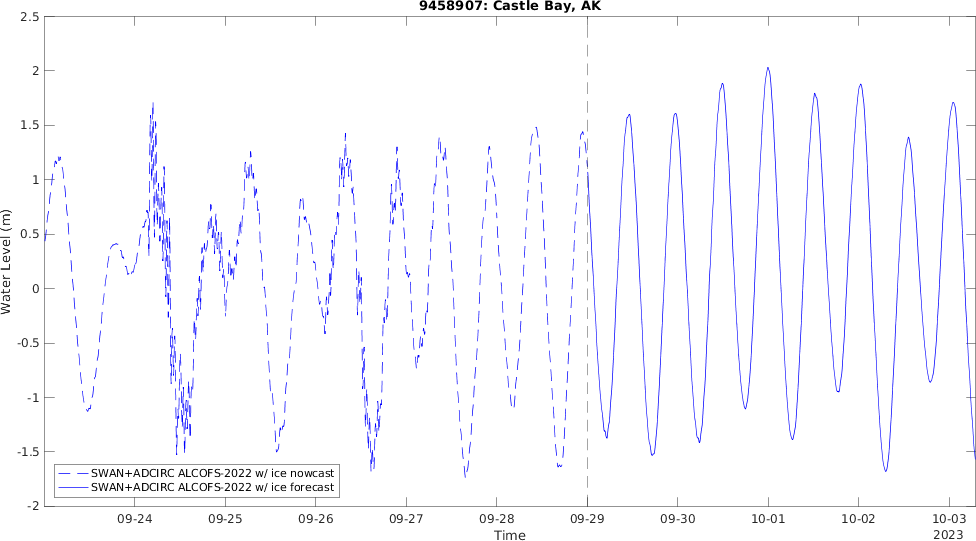 9458907: Castle Bay, AK
2.5
2
1.5
1
0.5
0
-0.5
-1
-1.5
-2
Water Level (m)
SWAN+ADCIRC ALCOFS-2022 w/ ice nowcast
SWAN+ADCIRC ALCOFS-2022 w/ ice forecast
09-24 09-25 09-26 09-27 09-28 09-29 09-30 10-01 10-02 10-03
Time
2023